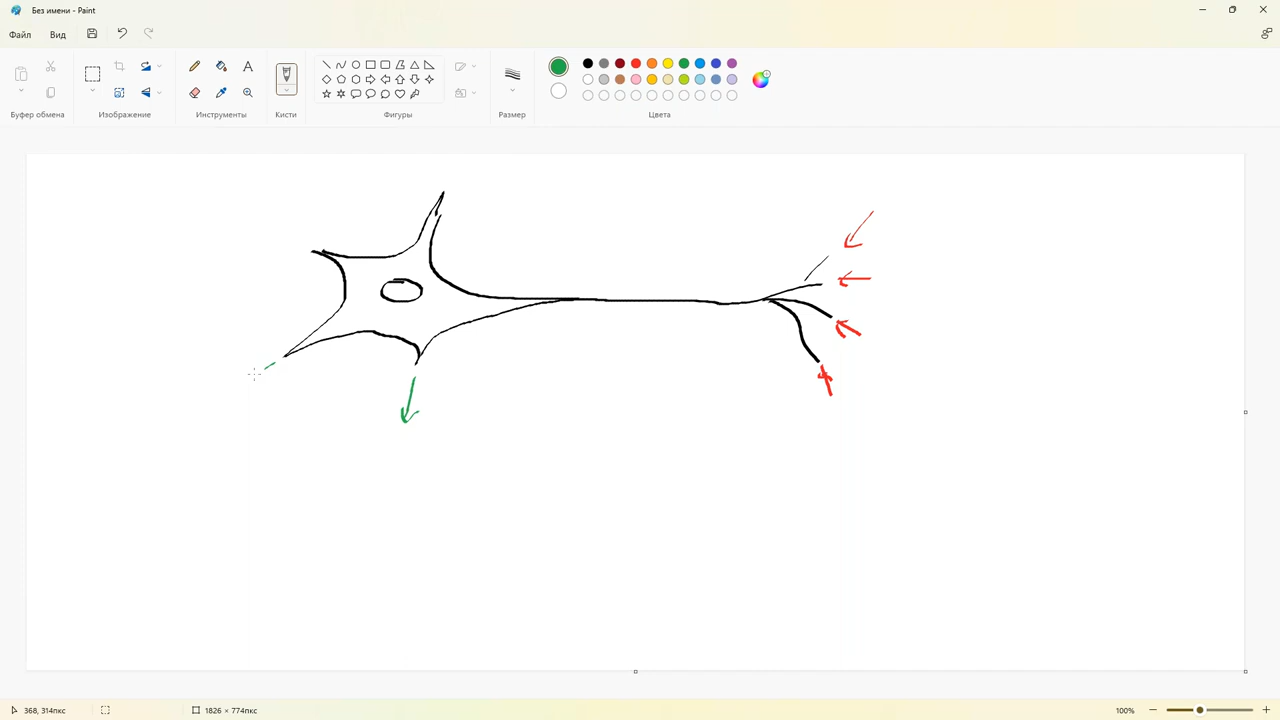 Без имени - Paint
Файл
Вид
Буфер обмена
Изображение
Инструменты
Кисти
Фигуры
Размер
Цвета
368, 314пкс
1826 × 774пкс
100%